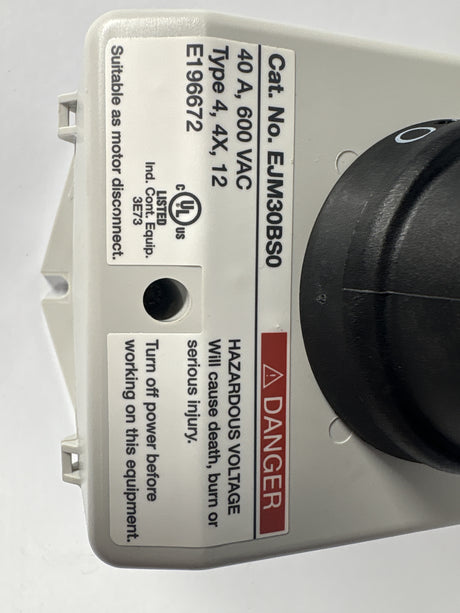 Cat. No. EJM30BS0
40 A, 600 VAC
Type 4, 4X, 12
E196672
C UL US
LISTED
Ind. Cont. Equip.
3E73
Suitable as motor disconnect.
⚠ DANGER
HAZARDOUS VOLTAGE
Will cause death, burn or
serious injury.
Turn off power before
working on this equipment.
O